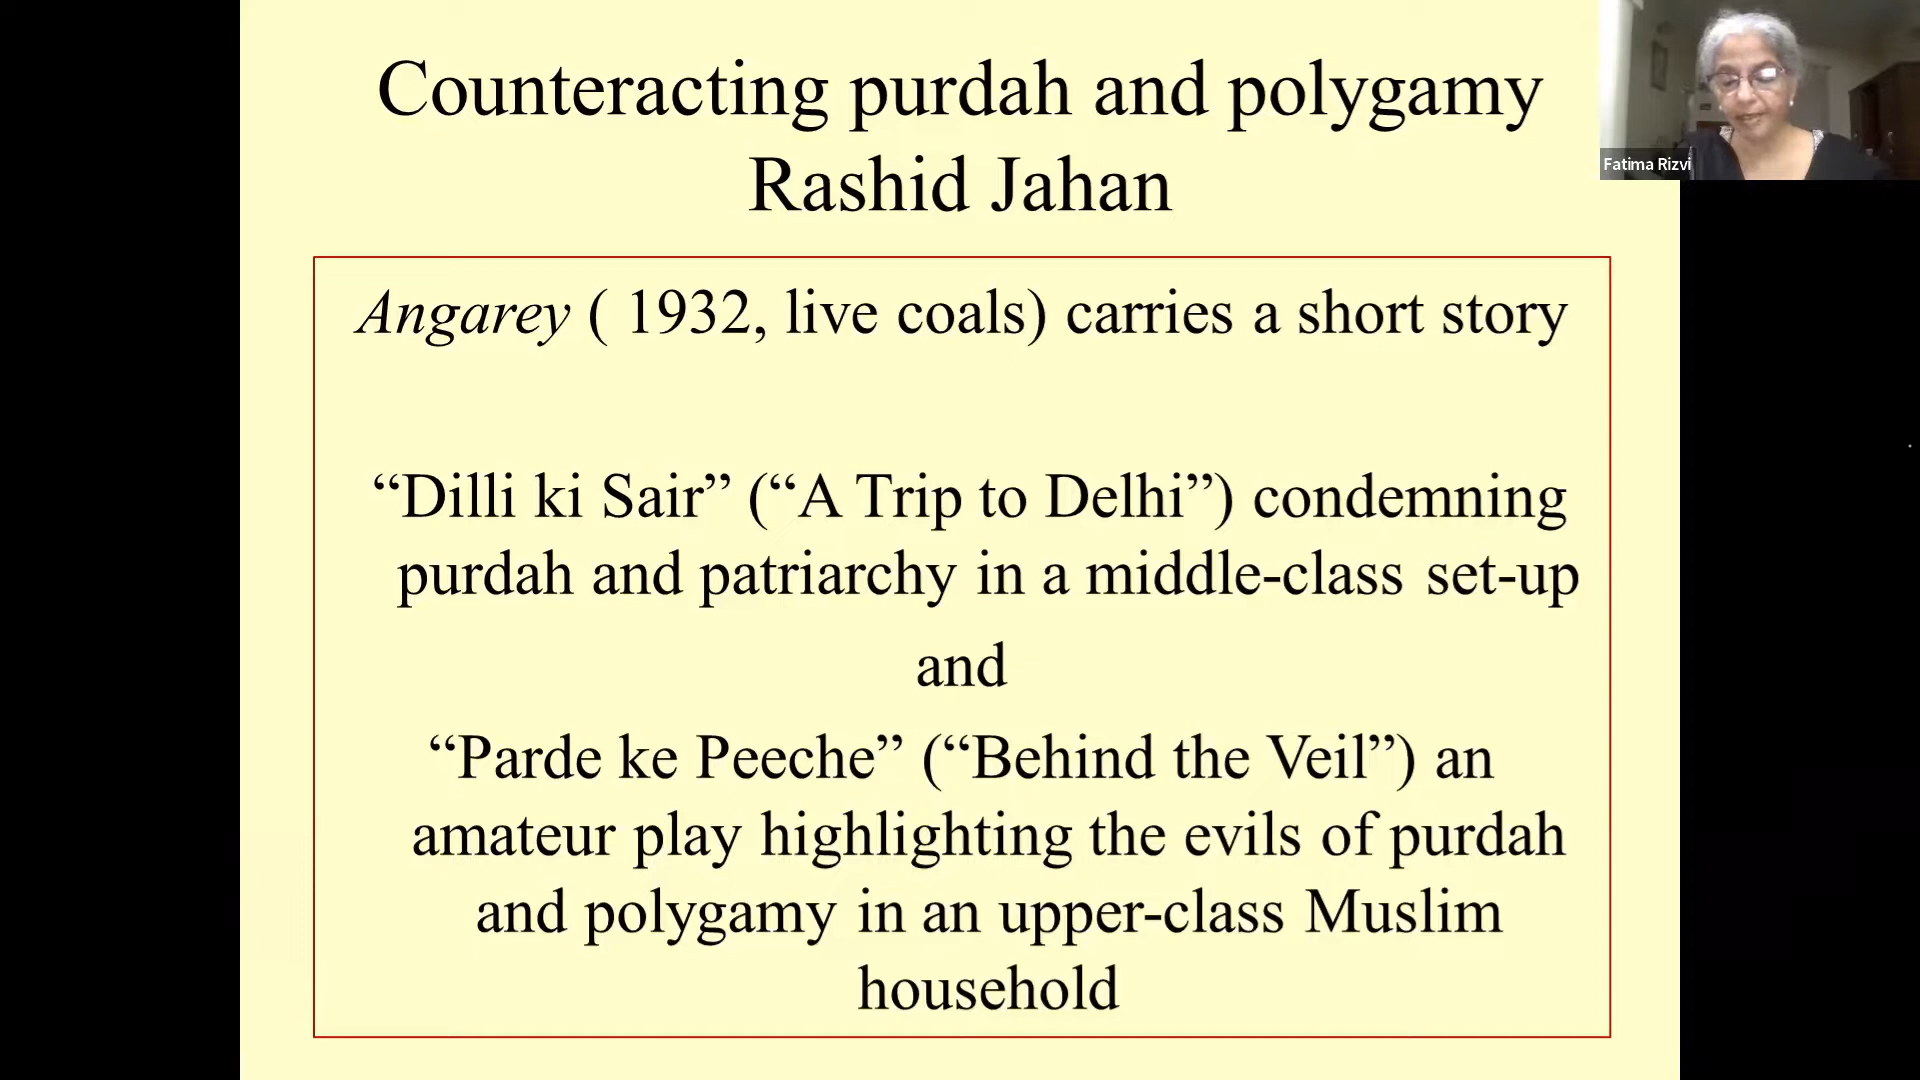 Counteracting purdah and polygamy
Rashid Jahan
Fatima Rizvi
Angarey ( 1932, live coals) carries a short story
“Dilli ki Sair” (“A Trip to Delhi”) condemning
purdah and patriarchy in a middle-class set-up
and
“Parde ke Peeche” (“Behind the Veil”) an
amateur play highlighting the evils of purdah
and polygamy in an upper-class Muslim
household